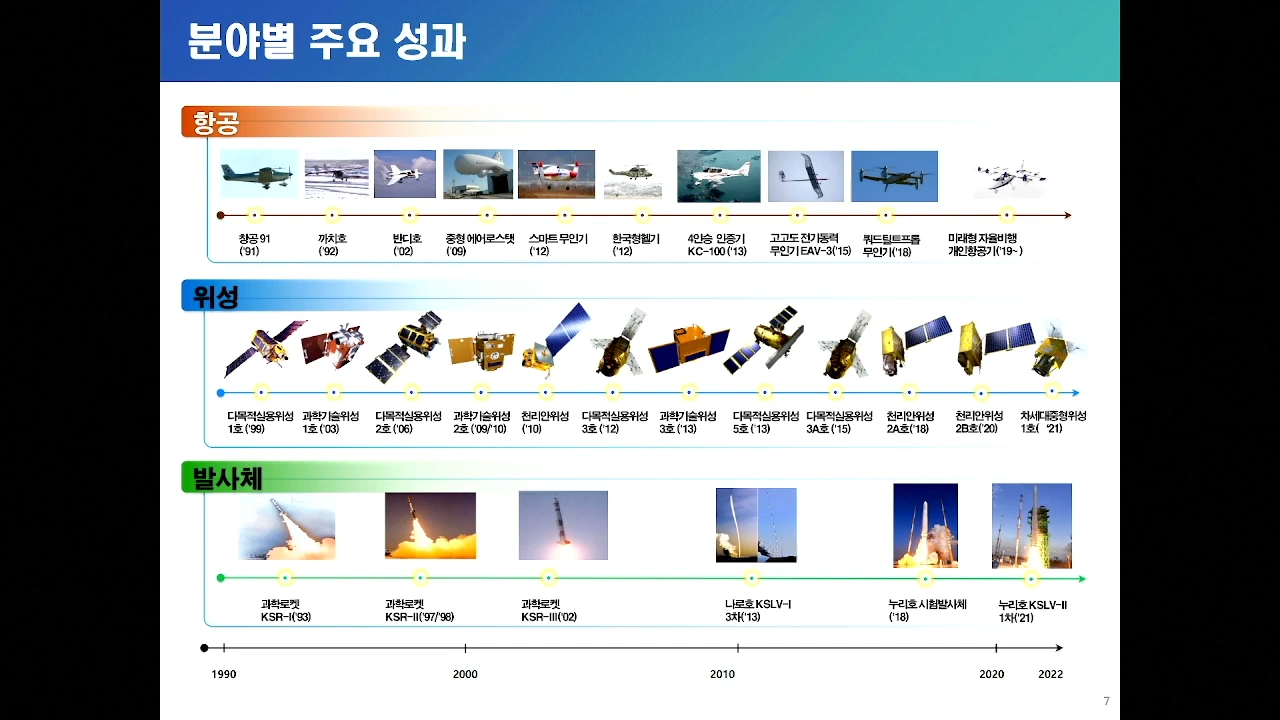 분야별 주요 성과
항공
창공 91
('91)
까치호
('92)
반디호
('02)
중형 에어로스탯
('09)
스마트 무인기
('12)
한국형헬기
('12)
4인승 인증기
KC-100 ('13)
고고도 전기동력
무인기 EAV-3('15)
쿼드틸트프롭
무인기('18)
미래형 자율비행
개인항공기('19~)
위성
다목적실용위성
1호 ('99)
과학기술위성
1호 ('03)
다목적실용위성
2호 ('06)
과학기술위성
2호 ('09/'10)
천리안위성
('10)
다목적실용위성
3호 ('12)
과학기술위성
3호 ('13)
다목적실용위성
5호 ('13)
다목적실용위성
3A호 ('15)
천리안위성
2A호('18)
천리안위성
2B호('20)
차세대중형위성
1호( '21)
발사체
과학로켓
KSR-I('93)
과학로켓
KSR-II('97/'98)
과학로켓
KSR-III('02)
나로호 KSLV-I
3차('13)
누리호 시험발사체
('18)
누리호 KSLV-II
1차('21)
1990
2000
2010
2020
2022
7